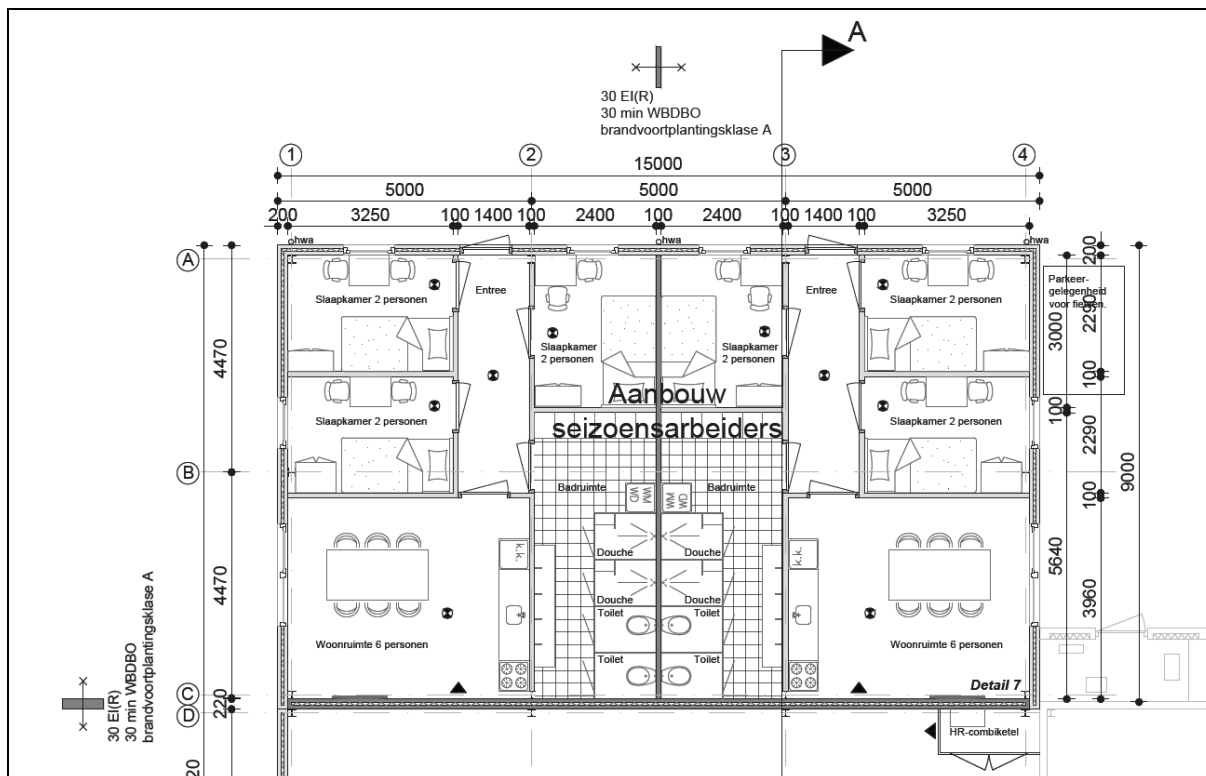 A
30 EI(R)
30 min WBDBO
brandvoortplantingsklase A
1
2
3
4
15000
5000
5000
5000
200
3250
100
1400
100
2400
100
2400
100
1400
100
3250
hwa
hwa
hwa
A
B
C
D
4470
4470
220
20
Slaapkamer 2 personen
Entree
Slaapkamer
2 personen
Slaapkamer
2 personen
Entree
Slaapkamer 2 personen
Parkeer-
gelegenheid
voor fietsen.
Slaapkamer 2 personen
Slaapkamer 2 personen
Aanbouw
seizoensarbeiders
Badruimte
Badruimte
WM
WD
WM
WD
k.k.
k.k.
Douche
Douche
Douche
Douche
Toilet
Toilet
Toilet
Toilet
Woonruimte 6 personen
Woonruimte 6 personen
Detail 7
HR-combiketel
200
2290
100
2290
100
3960
3000
100
5640
9000
30 EI(R)
30 min WBDBO
brandvoortplantingsklase A